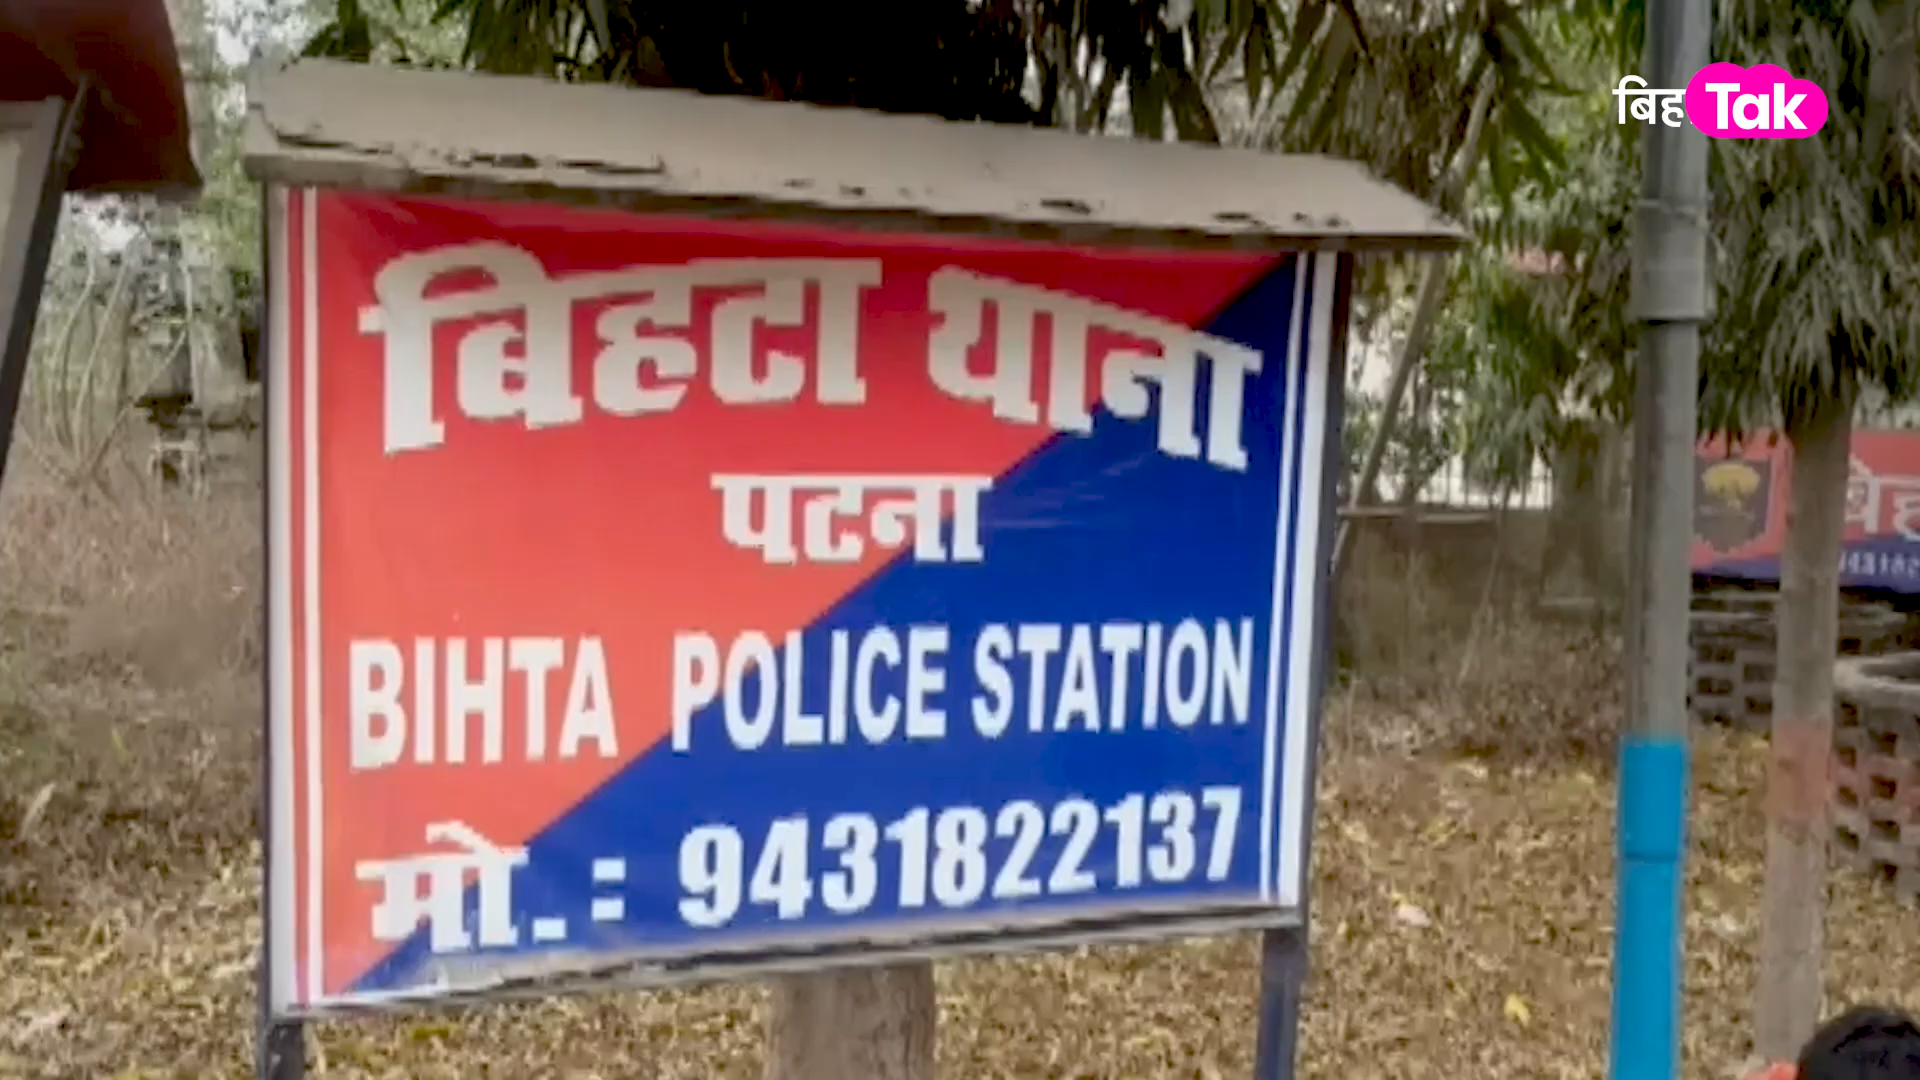 बिह Tak
बिहटा थाना
पटना
BIHTA POLICE STATION
मो.: 9431822137